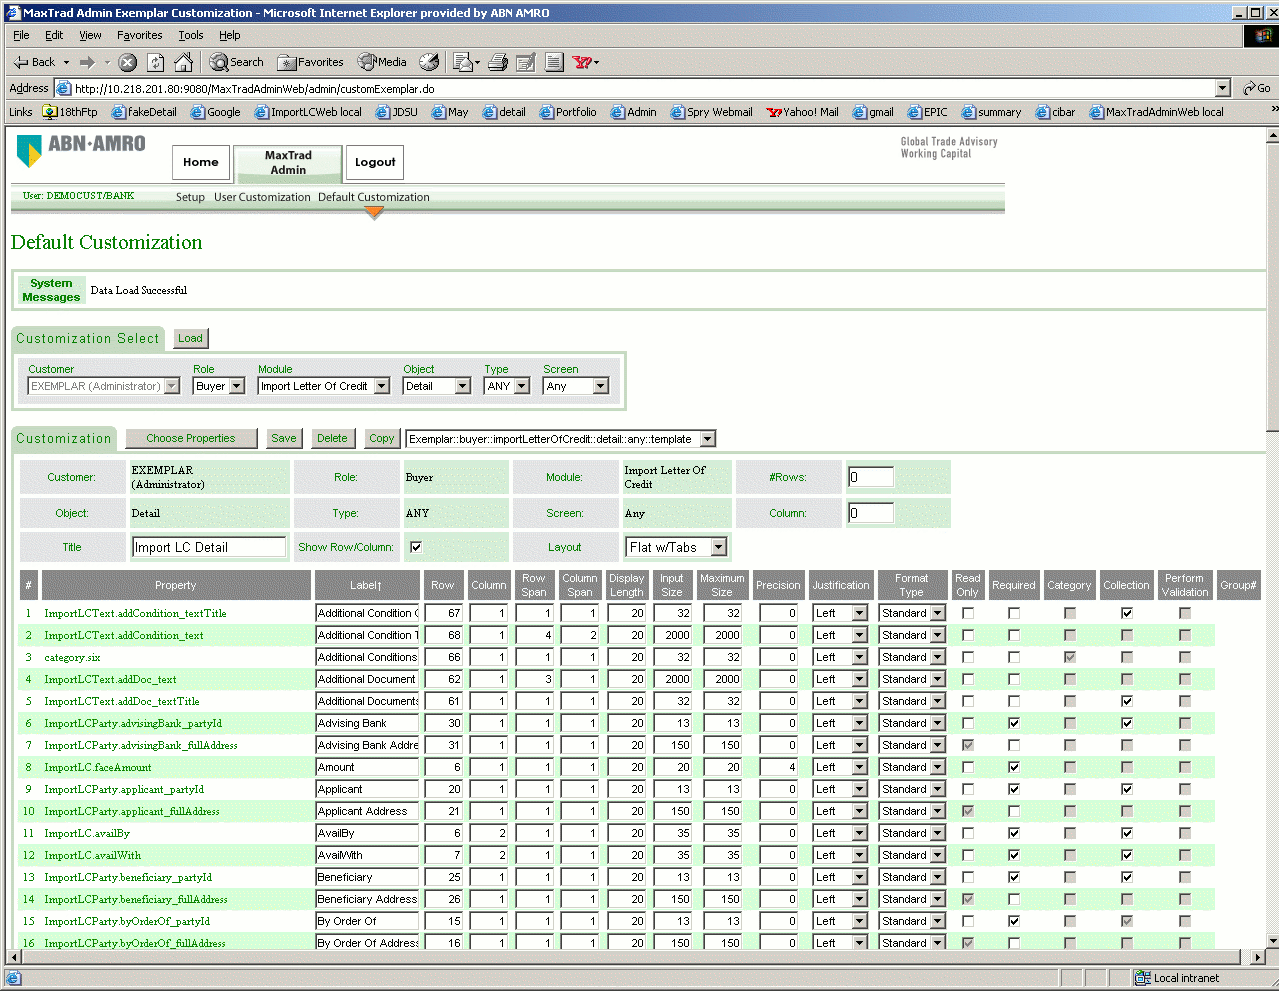 MaxTrad Admin Exemplar Customization - Microsoft Internet Explorer provided by ABN AMRO
File Edit View Favorites Tools Help
Back Search Favorites Media
Address http://10.218.201.80:9080/MaxTradAdminWeb/admin/customExemplar.do Go
Links 18thFtp fakeDetail Google ImportLCWeb local JDSU May detail Portfolio Admin Spry Webmail Yahoo! Mail gmail EPIC summary cibar MaxTradAdminWeb local »
ABN·AMRO
Home MaxTrad Admin Logout
Global Trade Advisory
Working Capital
User: DEMOCUST/BANK Setup User Customization Default Customization
Default Customization
System Messages Data Load Successful
Customization Select Load
Customer Role Module Object Type Screen
EXEMPLAR (Administrator) Buyer Import Letter Of Credit Detail ANY Any
Customization Choose Properties Save Delete Copy Exemplar::buyer::importLetterOfCredit::detail::any::template
Customer: EXEMPLAR (Administrator) Role: Buyer Module: Import Letter Of Credit #Rows: 0
Object: Detail Type: ANY Screen: Any Column: 0
Title Import LC Detail Show Row/Column: Layout Flat w/Tabs
# Property Label↑ Row Column Row Span Column Span Display Length Input Size Maximum Size Precision Justification Format Type Read Only Required Category Collection Perform Validation Group#
1 ImportLCText.addCondition_textTitle Additional Condition 67 1 1 1 20 32 32 0 Left Standard
2 ImportLCText.addCondition_text Additional Condition 68 1 4 2 20 2000 2000 0 Left Standard
3 category.six Additional Conditions 66 1 1 1 20 32 32 0 Left Standard
4 ImportLCText.addDoc_text Additional Document 62 1 3 1 20 2000 2000 0 Left Standard
5 ImportLCText.addDoc_textTitle Additional Documents 61 1 1 1 20 32 32 0 Left Standard
6 ImportLCParty.advisingBank_partyId Advising Bank 30 1 1 1 20 13 13 0 Left Standard
7 ImportLCParty.advisingBank_fullAddress Advising Bank Addre 31 1 1 1 20 150 150 0 Left Standard
8 ImportLC.faceAmount Amount 6 1 1 1 20 20 20 4 Left Standard
9 ImportLCParty.applicant_partyId Applicant 20 1 1 1 20 13 13 0 Left Standard
10 ImportLCParty.applicant_fullAddress Applicant Address 21 1 1 1 20 150 150 0 Left Standard
11 ImportLC.availBy AvailBy 6 2 1 1 20 35 35 0 Left Standard
12 ImportLC.availWith AvailWith 7 2 1 1 20 35 35 0 Left Standard
13 ImportLCParty.beneficiary_partyId Beneficiary 25 1 1 1 20 13 13 0 Left Standard
14 ImportLCParty.beneficiary_fullAddress Beneficiary Address 26 1 1 1 20 150 150 0 Left Standard
15 ImportLCParty.byOrderOf_partyId By Order Of 15 1 1 1 20 13 13 0 Left Standard
16 ImportLCParty.byOrderOf_fullAddress By Order Of Addres 16 1 1 1 20 150 150 0 Left Standard
Local intranet